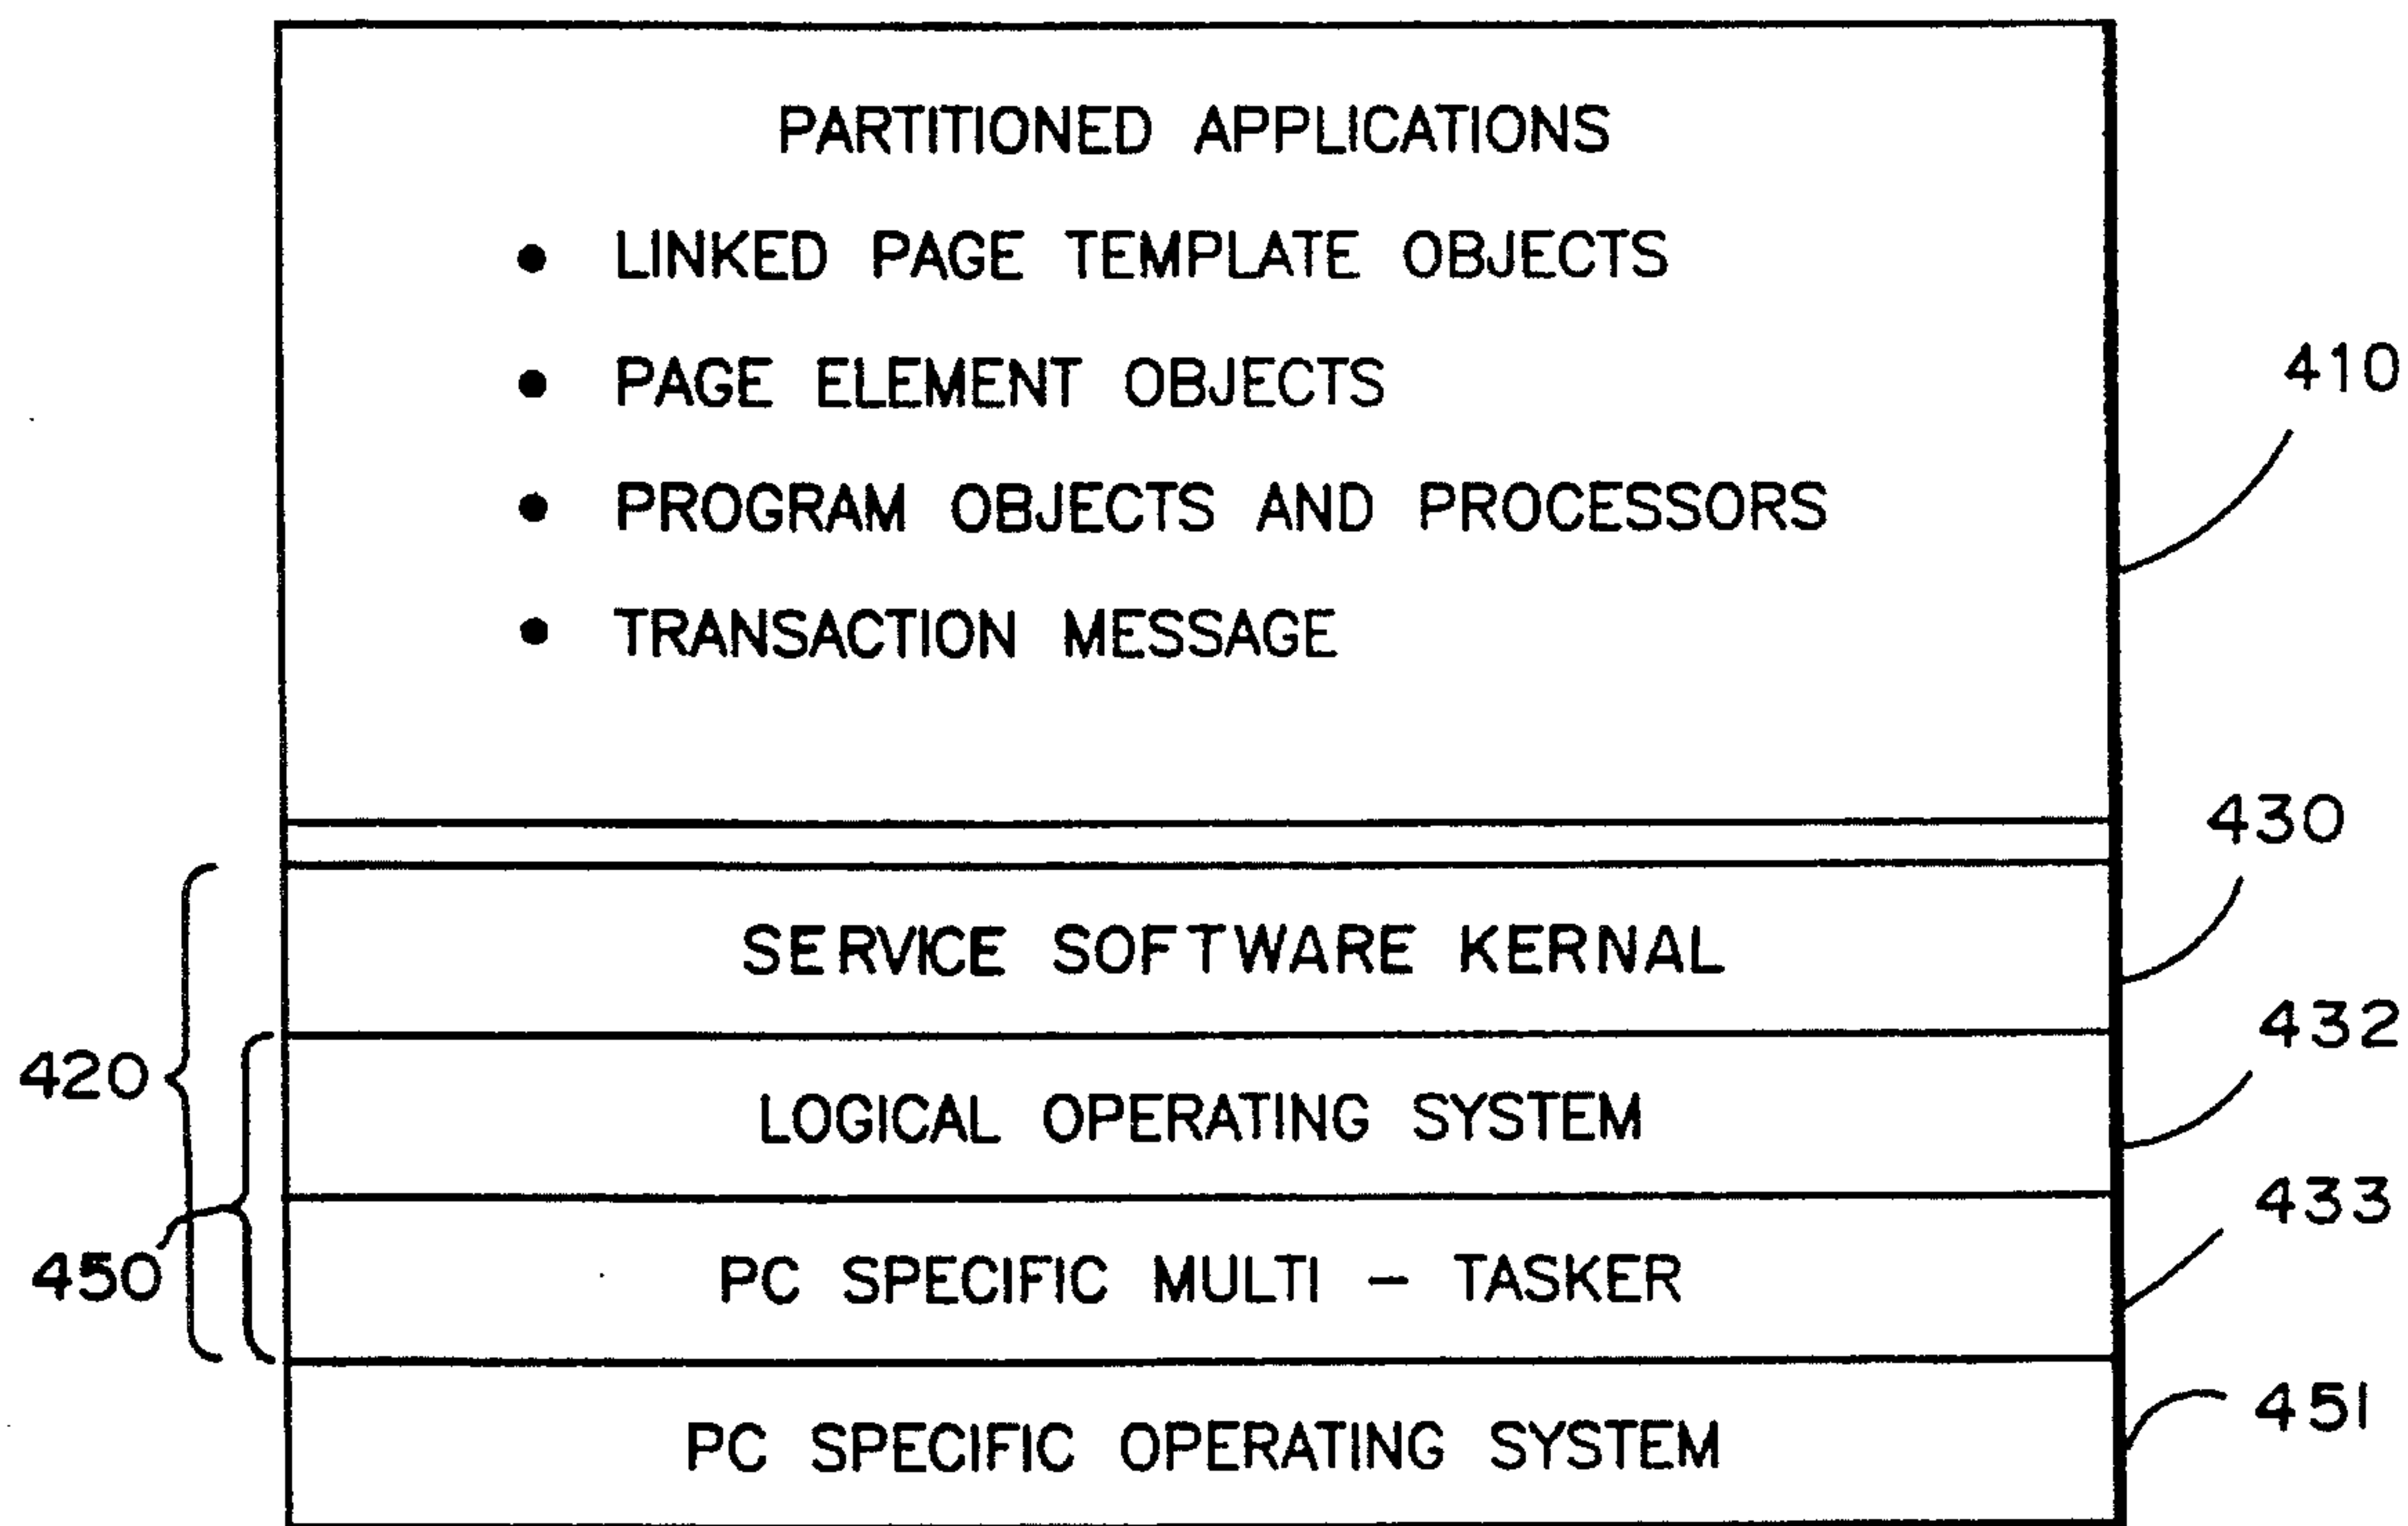 PARTITIONED APPLICATIONS
● LINKED PAGE TEMPLATE OBJECTS
● PAGE ELEMENT OBJECTS
● PROGRAM OBJECTS AND PROCESSORS
● TRANSACTION MESSAGE
410
430
SERVICE SOFTWARE KERNAL
432
420
LOGICAL OPERATING SYSTEM
433
450
PC SPECIFIC MULTI - TASKER
451
PC SPECIFIC OPERATING SYSTEM